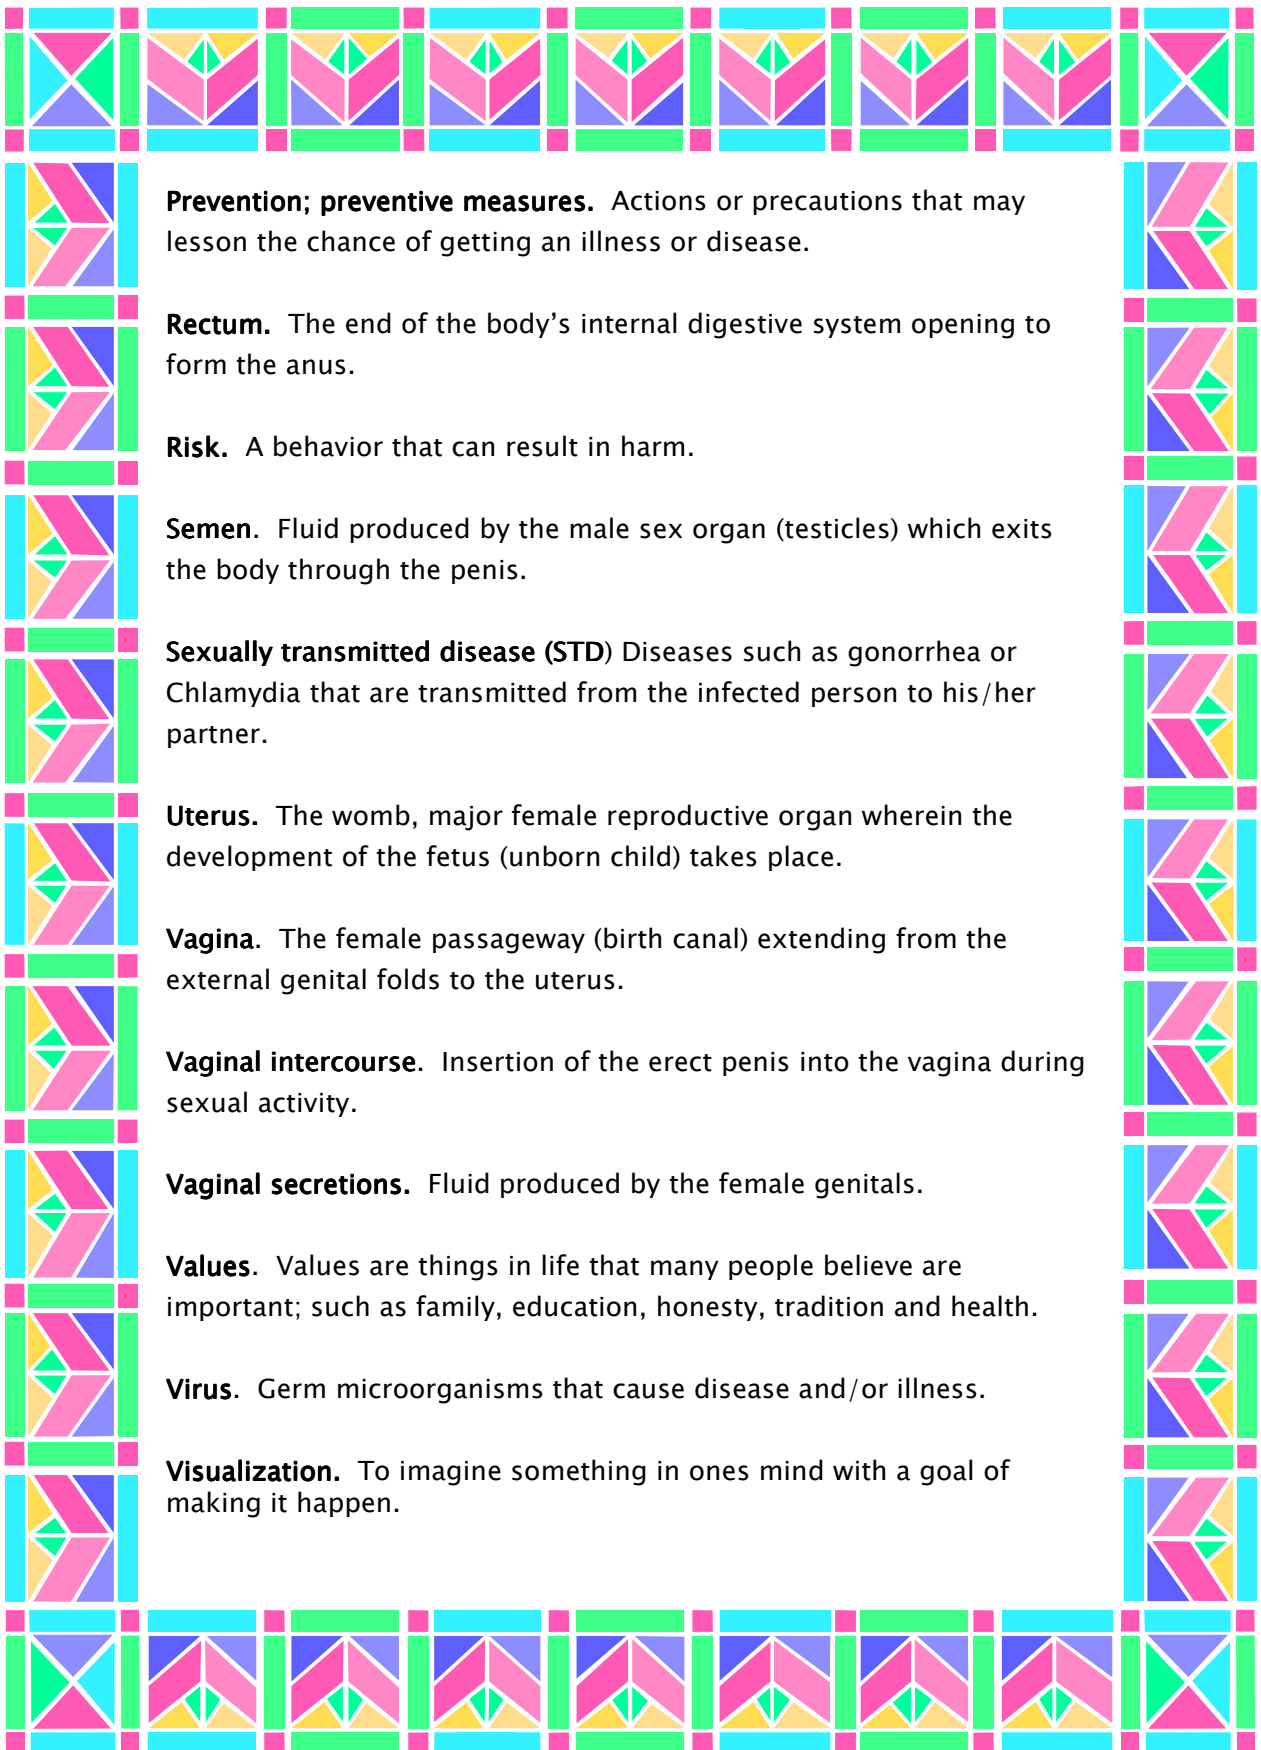 Prevention; preventive measures.  Actions or precautions that may
lesson the chance of getting an illness or disease.
Rectum.  The end of the body’s internal digestive system opening to
form the anus.
Risk.  A behavior that can result in harm.
Semen.  Fluid produced by the male sex organ (testicles) which exits
the body through the penis.
Sexually transmitted disease (STD) Diseases such as gonorrhea or
Chlamydia that are transmitted from the infected person to his/her
partner.
Uterus.  The womb, major female reproductive organ wherein the
development of the fetus (unborn child) takes place.
Vagina.  The female passageway (birth canal) extending from the
external genital folds to the uterus.
Vaginal intercourse.  Insertion of the erect penis into the vagina during
sexual activity.
Vaginal secretions.  Fluid produced by the female genitals.
Values.  Values are things in life that many people believe are
important; such as family, education, honesty, tradition and health.
Virus.  Germ microorganisms that cause disease and/or illness.
Visualization.  To imagine something in ones mind with a goal of
making it happen.